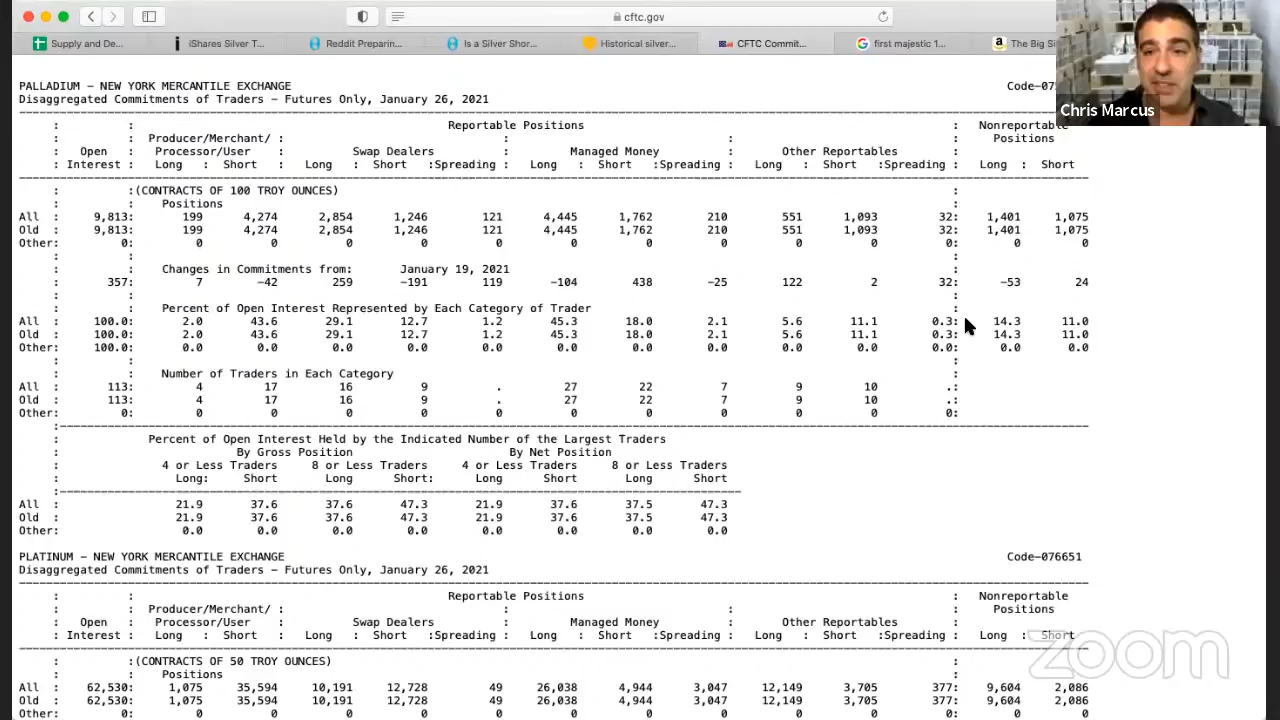 cftc.gov
Supply and De...
iShares Silver T...
Reddit Preparin...
Is a Silver Shor...
Historical silver...
CFTC Commit...
first majestic 1...
The Big Si
Chris Marcus
PALLADIUM - NEW YORK MERCANTILE EXCHANGE Code-07
Disaggregated Commitments of Traders - Futures Only, January 26, 2021
: : Reportable Positions : Nonreportable
: : Producer/Merchant/ : : : : Positions
: Open : Processor/User : Swap Dealers : Managed Money : Other Reportables :
: Interest : Long : Short : Long : Short :Spreading : Long : Short :Spreading : Long : Short :Spreading : Long : Short
: :(CONTRACTS OF 100 TROY OUNCES) :
: : Positions :
All : 9,813: 199 4,274 2,854 1,246 121 4,445 1,762 210 551 1,093 32: 1,401 1,075
Old : 9,813: 199 4,274 2,854 1,246 121 4,445 1,762 210 551 1,093 32: 1,401 1,075
Other: 0: 0 0 0 0 0 0 0 0 0 0 0: 0 0
: : :
: : Changes in Commitments from: January 19, 2021 :
: 357: 7 -42 259 -191 119 -104 438 -25 122 2 32: -53 24
: : :
: : Percent of Open Interest Represented by Each Category of Trader :
All : 100.0: 2.0 43.6 29.1 12.7 1.2 45.3 18.0 2.1 5.6 11.1 0.3: 14.3 11.0
Old : 100.0: 2.0 43.6 29.1 12.7 1.2 45.3 18.0 2.1 5.6 11.1 0.3: 14.3 11.0
Other: 100.0: 0.0 0.0 0.0 0.0 0.0 0.0 0.0 0.0 0.0 0.0 0.0: 0.0 0.0
: : :
: : Number of Traders in Each Category :
All : 113: 4 17 16 9 . 27 22 7 9 10 .:
Old : 113: 4 17 16 9 . 27 22 7 9 10 .:
Other: 0: 0 0 0 0 0 0 0 0 0 0 0:
: Percent of Open Interest Held by the Indicated Number of the Largest Traders
: By Gross Position By Net Position
: 4 or Less Traders 8 or Less Traders 4 or Less Traders 8 or Less Traders
: Long: Short Long Short: Long Short Long Short
All : 21.9 37.6 37.6 47.3 21.9 37.6 37.5 47.3
Old : 21.9 37.6 37.6 47.3 21.9 37.6 37.5 47.3
Other: 0.0 0.0 0.0 0.0 0.0 0.0 0.0 0.0
PLATINUM - NEW YORK MERCANTILE EXCHANGE Code-076651
Disaggregated Commitments of Traders - Futures Only, January 26, 2021
: : Reportable Positions : Nonreportable
: : Producer/Merchant/ : : : : Positions
: Open : Processor/User : Swap Dealers : Managed Money : Other Reportables :
: Interest : Long : Short : Long : Short :Spreading : Long : Short :Spreading : Long : Short :Spreading : Long : Short
: :(CONTRACTS OF 50 TROY OUNCES) :
: : Positions :
All : 62,530: 1,075 35,594 10,191 12,728 49 26,038 4,944 3,047 12,149 3,705 377: 9,604 2,086
Old : 62,530: 1,075 35,594 10,191 12,728 49 26,038 4,944 3,047 12,149 3,705 377: 9,604 2,086
Other: 0: 0 0 0 0 0 0 0 0 0 0 0: 0 0
zoom